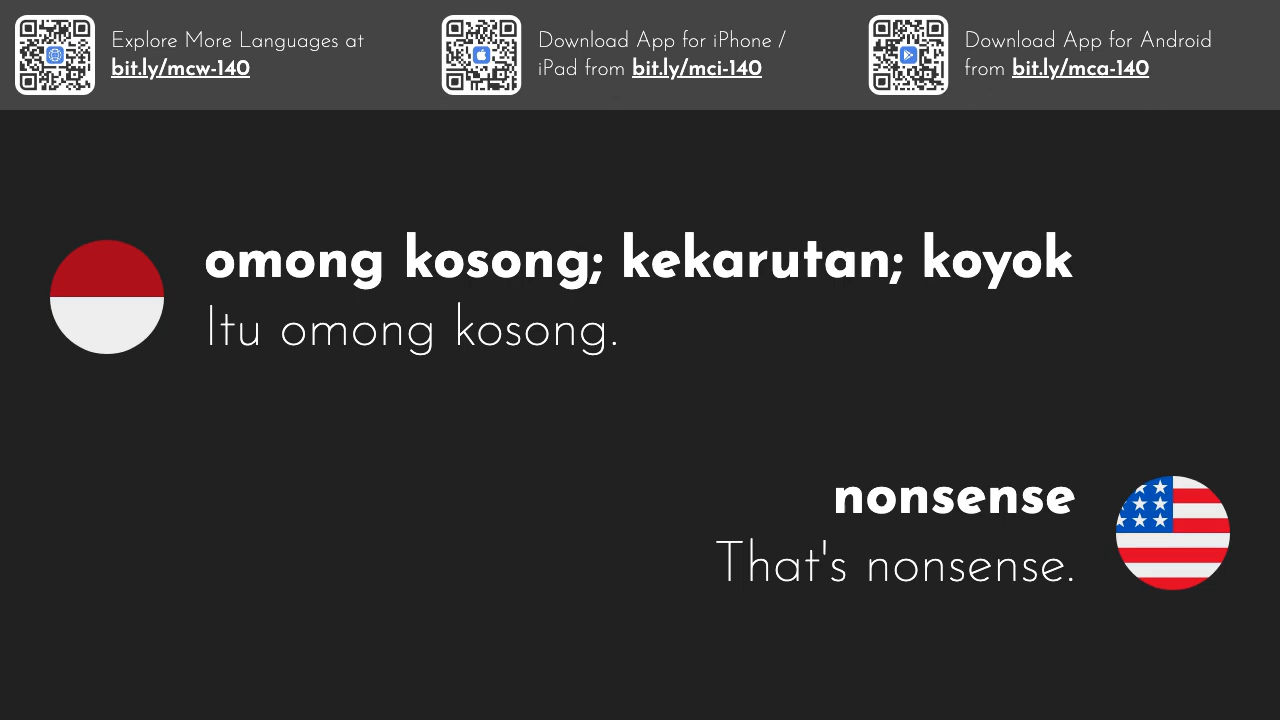 Explore More Languages at
bit.ly/mcw-140
Download App for iPhone /
iPad from bit.ly/mci-140
Download App for Android
from bit.ly/mca-140
omong kosong; kekarutan; koyok
Itu omong kosong.
nonsense
That's nonsense.